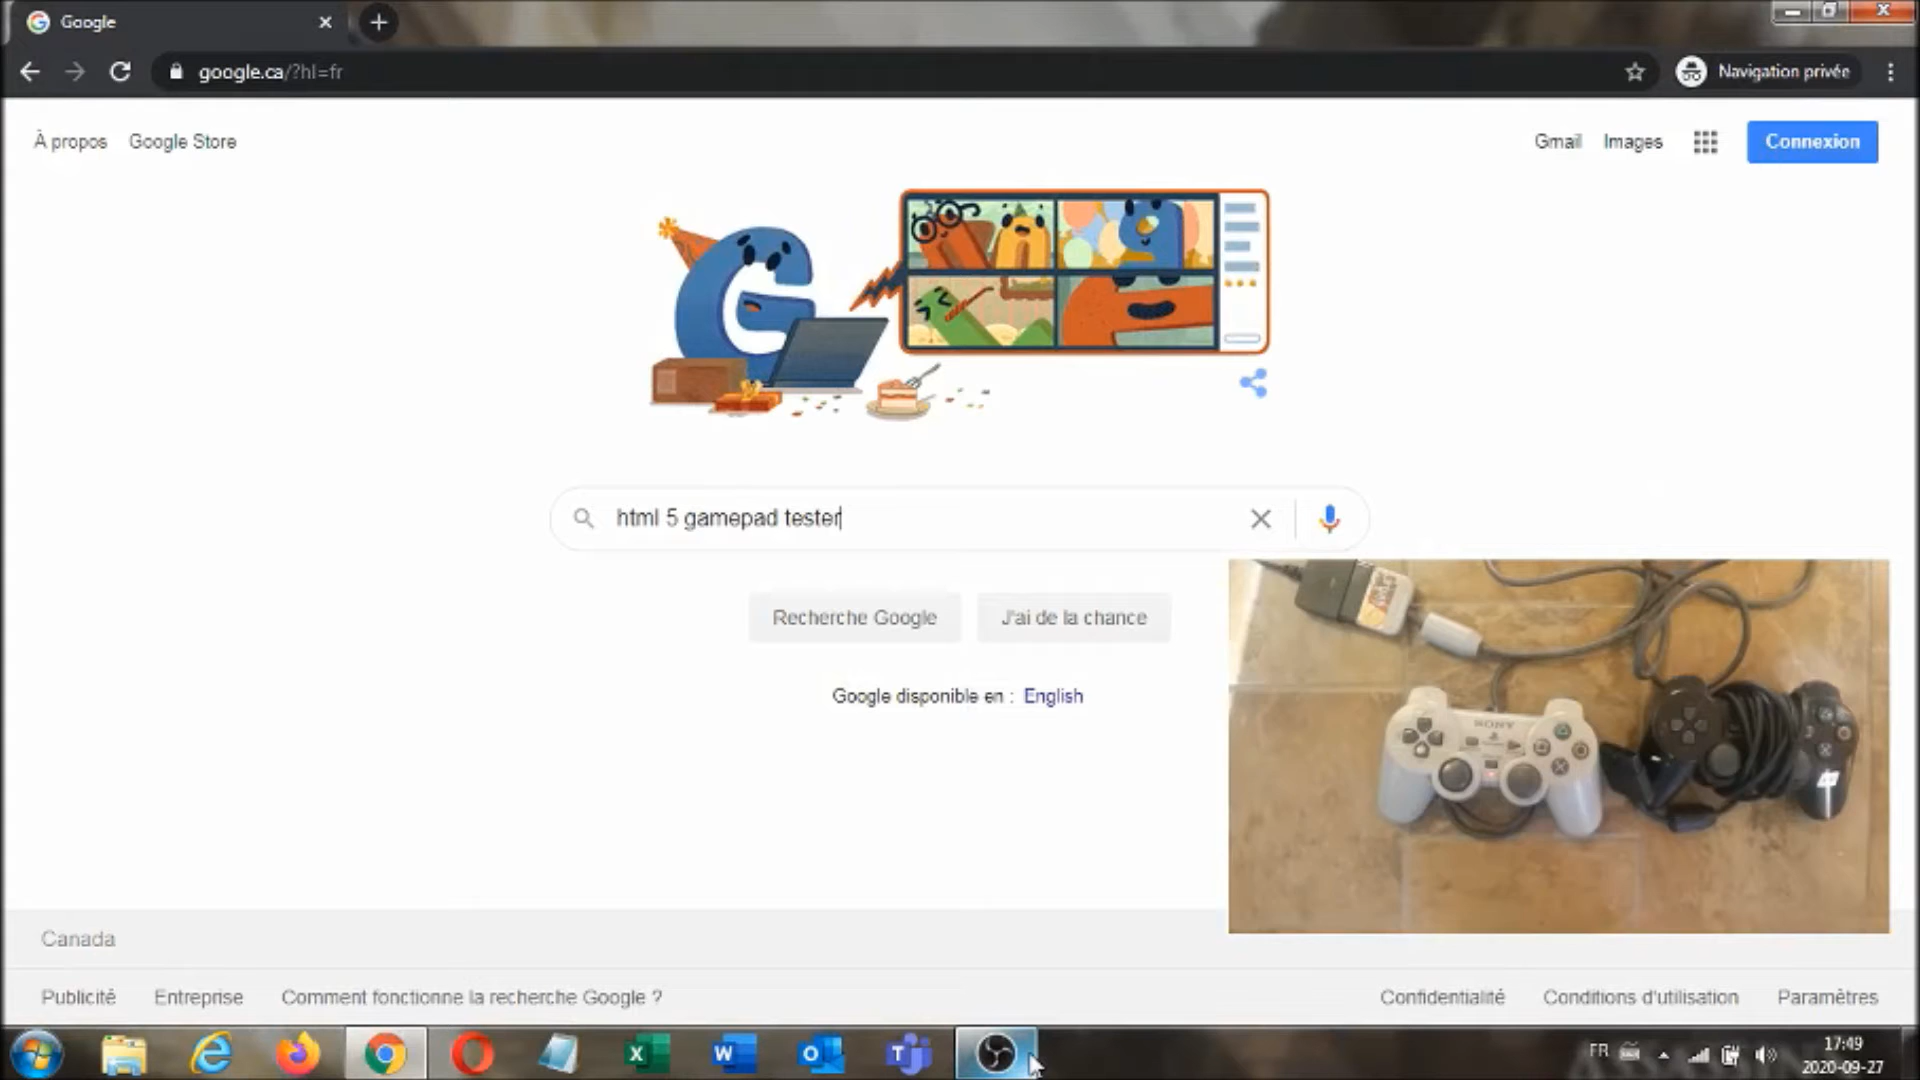 Google
google.ca/?hl=fr
Navigation privée
À propos Google Store
Gmail Images Connexion
html 5 gamepad tester
Recherche Google J'ai de la chance
Google disponible en : English
SONY
Canada
Publicité Entreprise Comment fonctionne la recherche Google ?
Confidentialité Conditions d'utilisation Paramètres
FR
17:49
2020-09-27